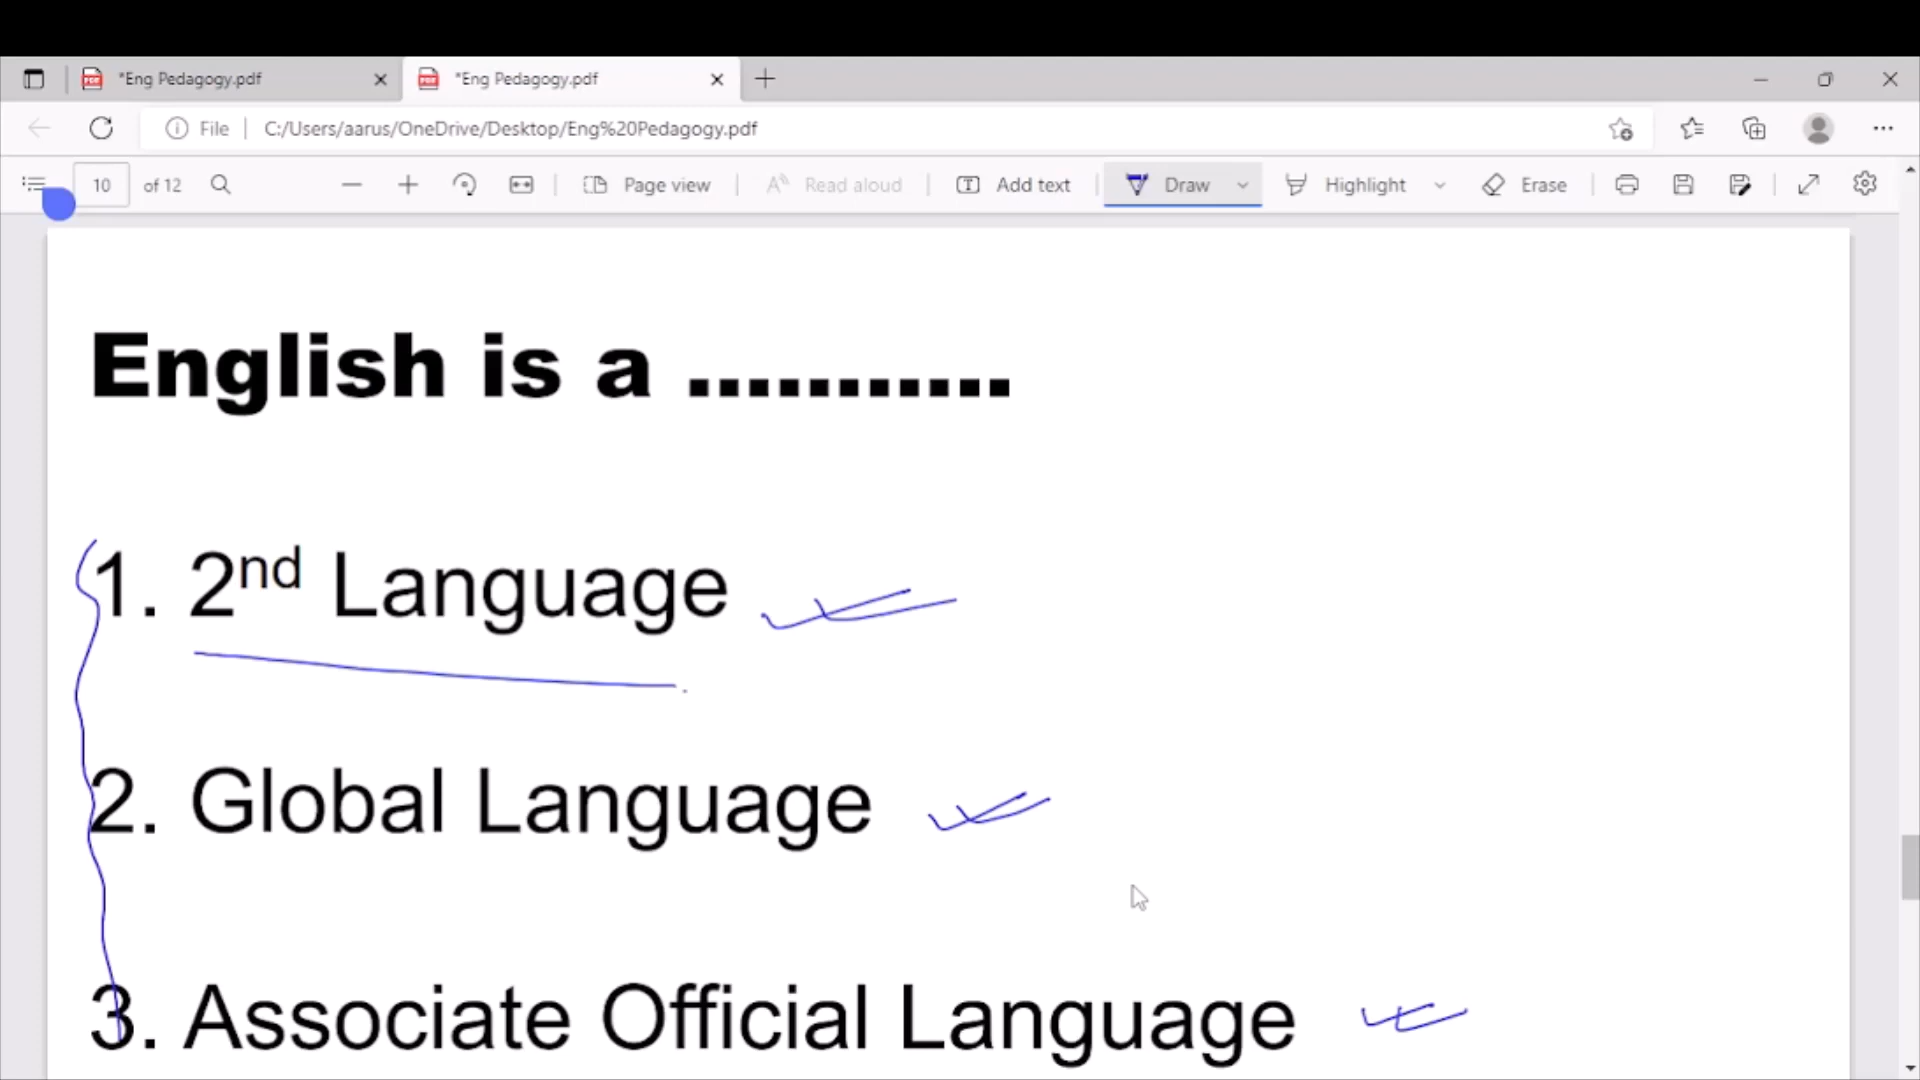 *Eng Pedagogy.pdf *Eng Pedagogy.pdf
File C:/Users/aarus/OneDrive/Desktop/Eng%20Pedagogy.pdf
10 of 12 Page view Read aloud Add text Draw Highlight Erase
English is a ...........
1. 2nd Language
2. Global Language
3. Associate Official Language